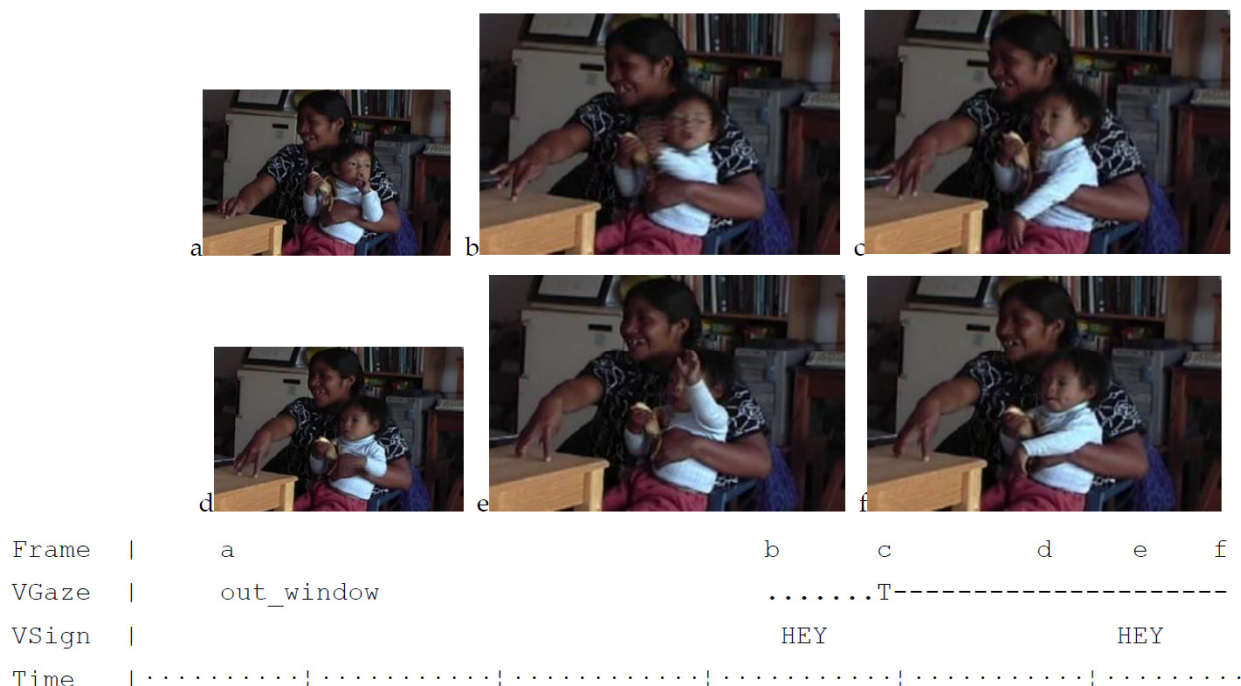 a b c
d e f
Frame | a b c d e f
VGaze | out_window .......T---------------------
VSign | HEY HEY
Time |··········¦···········¦············¦···········¦···········¦·········